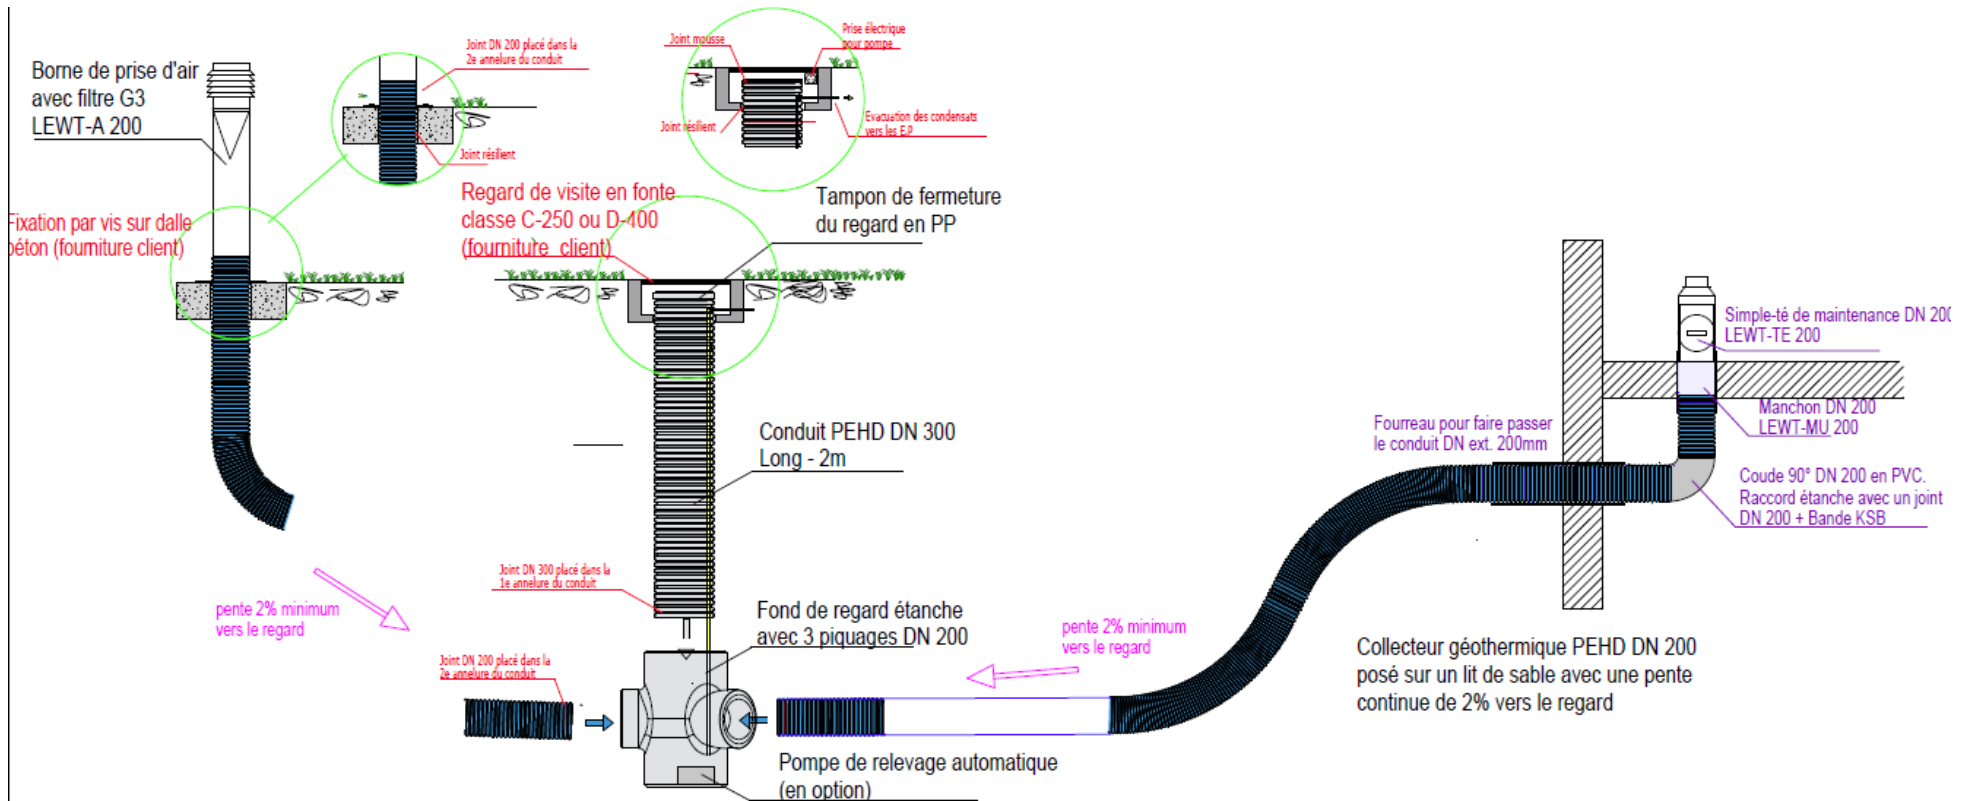 Borne de prise d'air
avec filtre G3
LEWT-A 200
Joint DN 200 placé dans la
2e annelure du conduit
Joint résilient
Fixation par vis sur dalle
béton (fourniture client)
Joint mousse
Prise électrique
pour pompe
Joint résilient
Evacuation des condensats
vers les E.P
Regard de visite en fonte
classe C-250 ou D-400
(fourniture client)
Tampon de fermeture
du regard en PP
Conduit PEHD DN 300
Long - 2m
Joint DN 300 placé dans la
1e annelure du conduit
pente 2% minimum
vers le regard
Joint DN 200 placé dans la
2e annelure du conduit
Fond de regard étanche
avec 3 piquages DN 200
Pompe de relevage automatique
(en option)
pente 2% minimum
vers le regard
Simple-té de maintenance DN 200
LEWT-TE 200
Manchon DN 200
LEWT-MU 200
Fourreau pour faire passer
le conduit DN ext. 200mm
Coude 90° DN 200 en PVC.
Raccord étanche avec un joint
DN 200 + Bande KSB
Collecteur géothermique PEHD DN 200
posé sur un lit de sable avec une pente
continue de 2% vers le regard